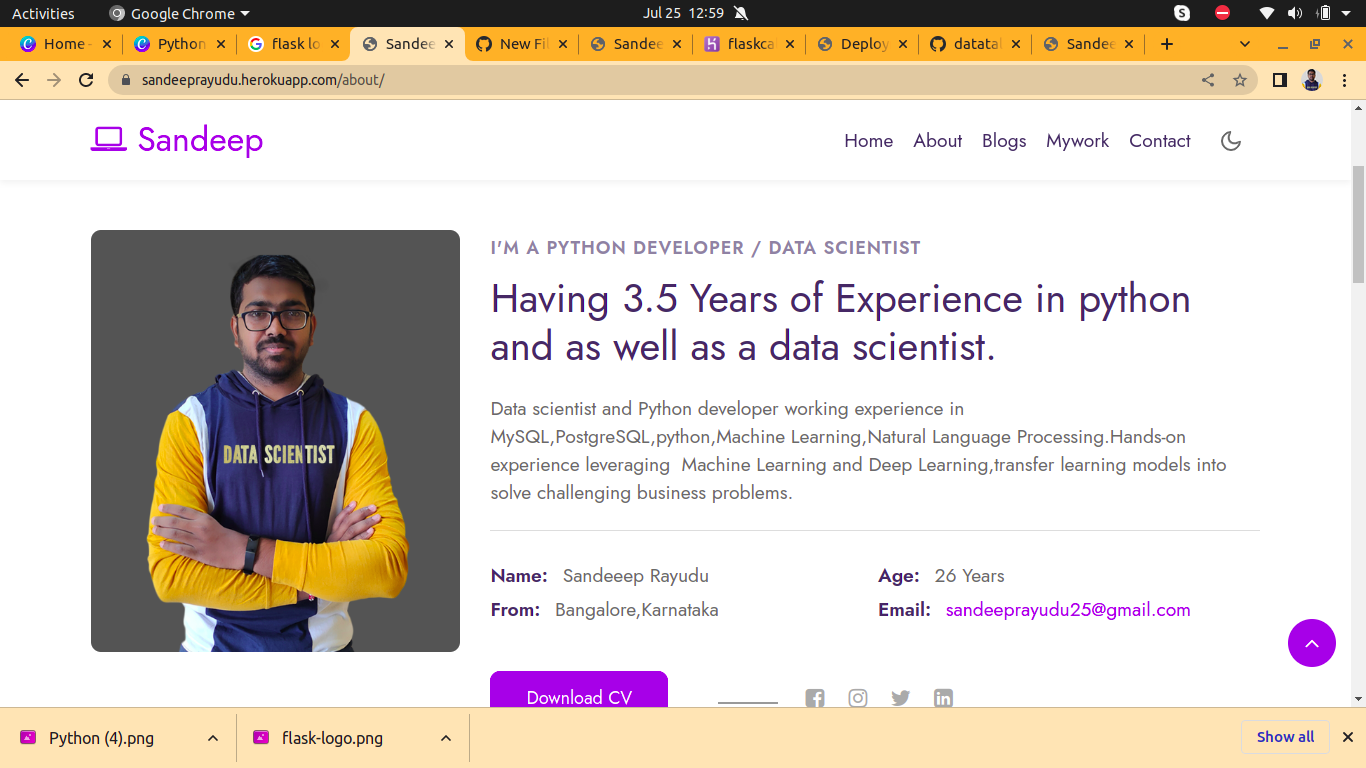 Activities Google Chrome Jul 25 12:59
Home - Python flask lo Sandee New Fil Sandee flaskca Deploy datatal Sandee
sandeeprayudu.herokuapp.com/about/
Sandeep
Home About Blogs Mywork Contact
I'M A PYTHON DEVELOPER / DATA SCIENTIST
Having 3.5 Years of Experience in python
and as well as a data scientist.
DATA SCIENTIST
Data scientist and Python developer working experience in
MySQL,PostgreSQL,python,Machine Learning,Natural Language Processing.Hands-on
experience leveraging Machine Learning and Deep Learning,transfer learning models into
solve challenging business problems.
Name: Sandeeep Rayudu Age: 26 Years
From: Bangalore,Karnataka Email: sandeeprayudu25@gmail.com
Download CV
Python (4).png flask-logo.png Show all